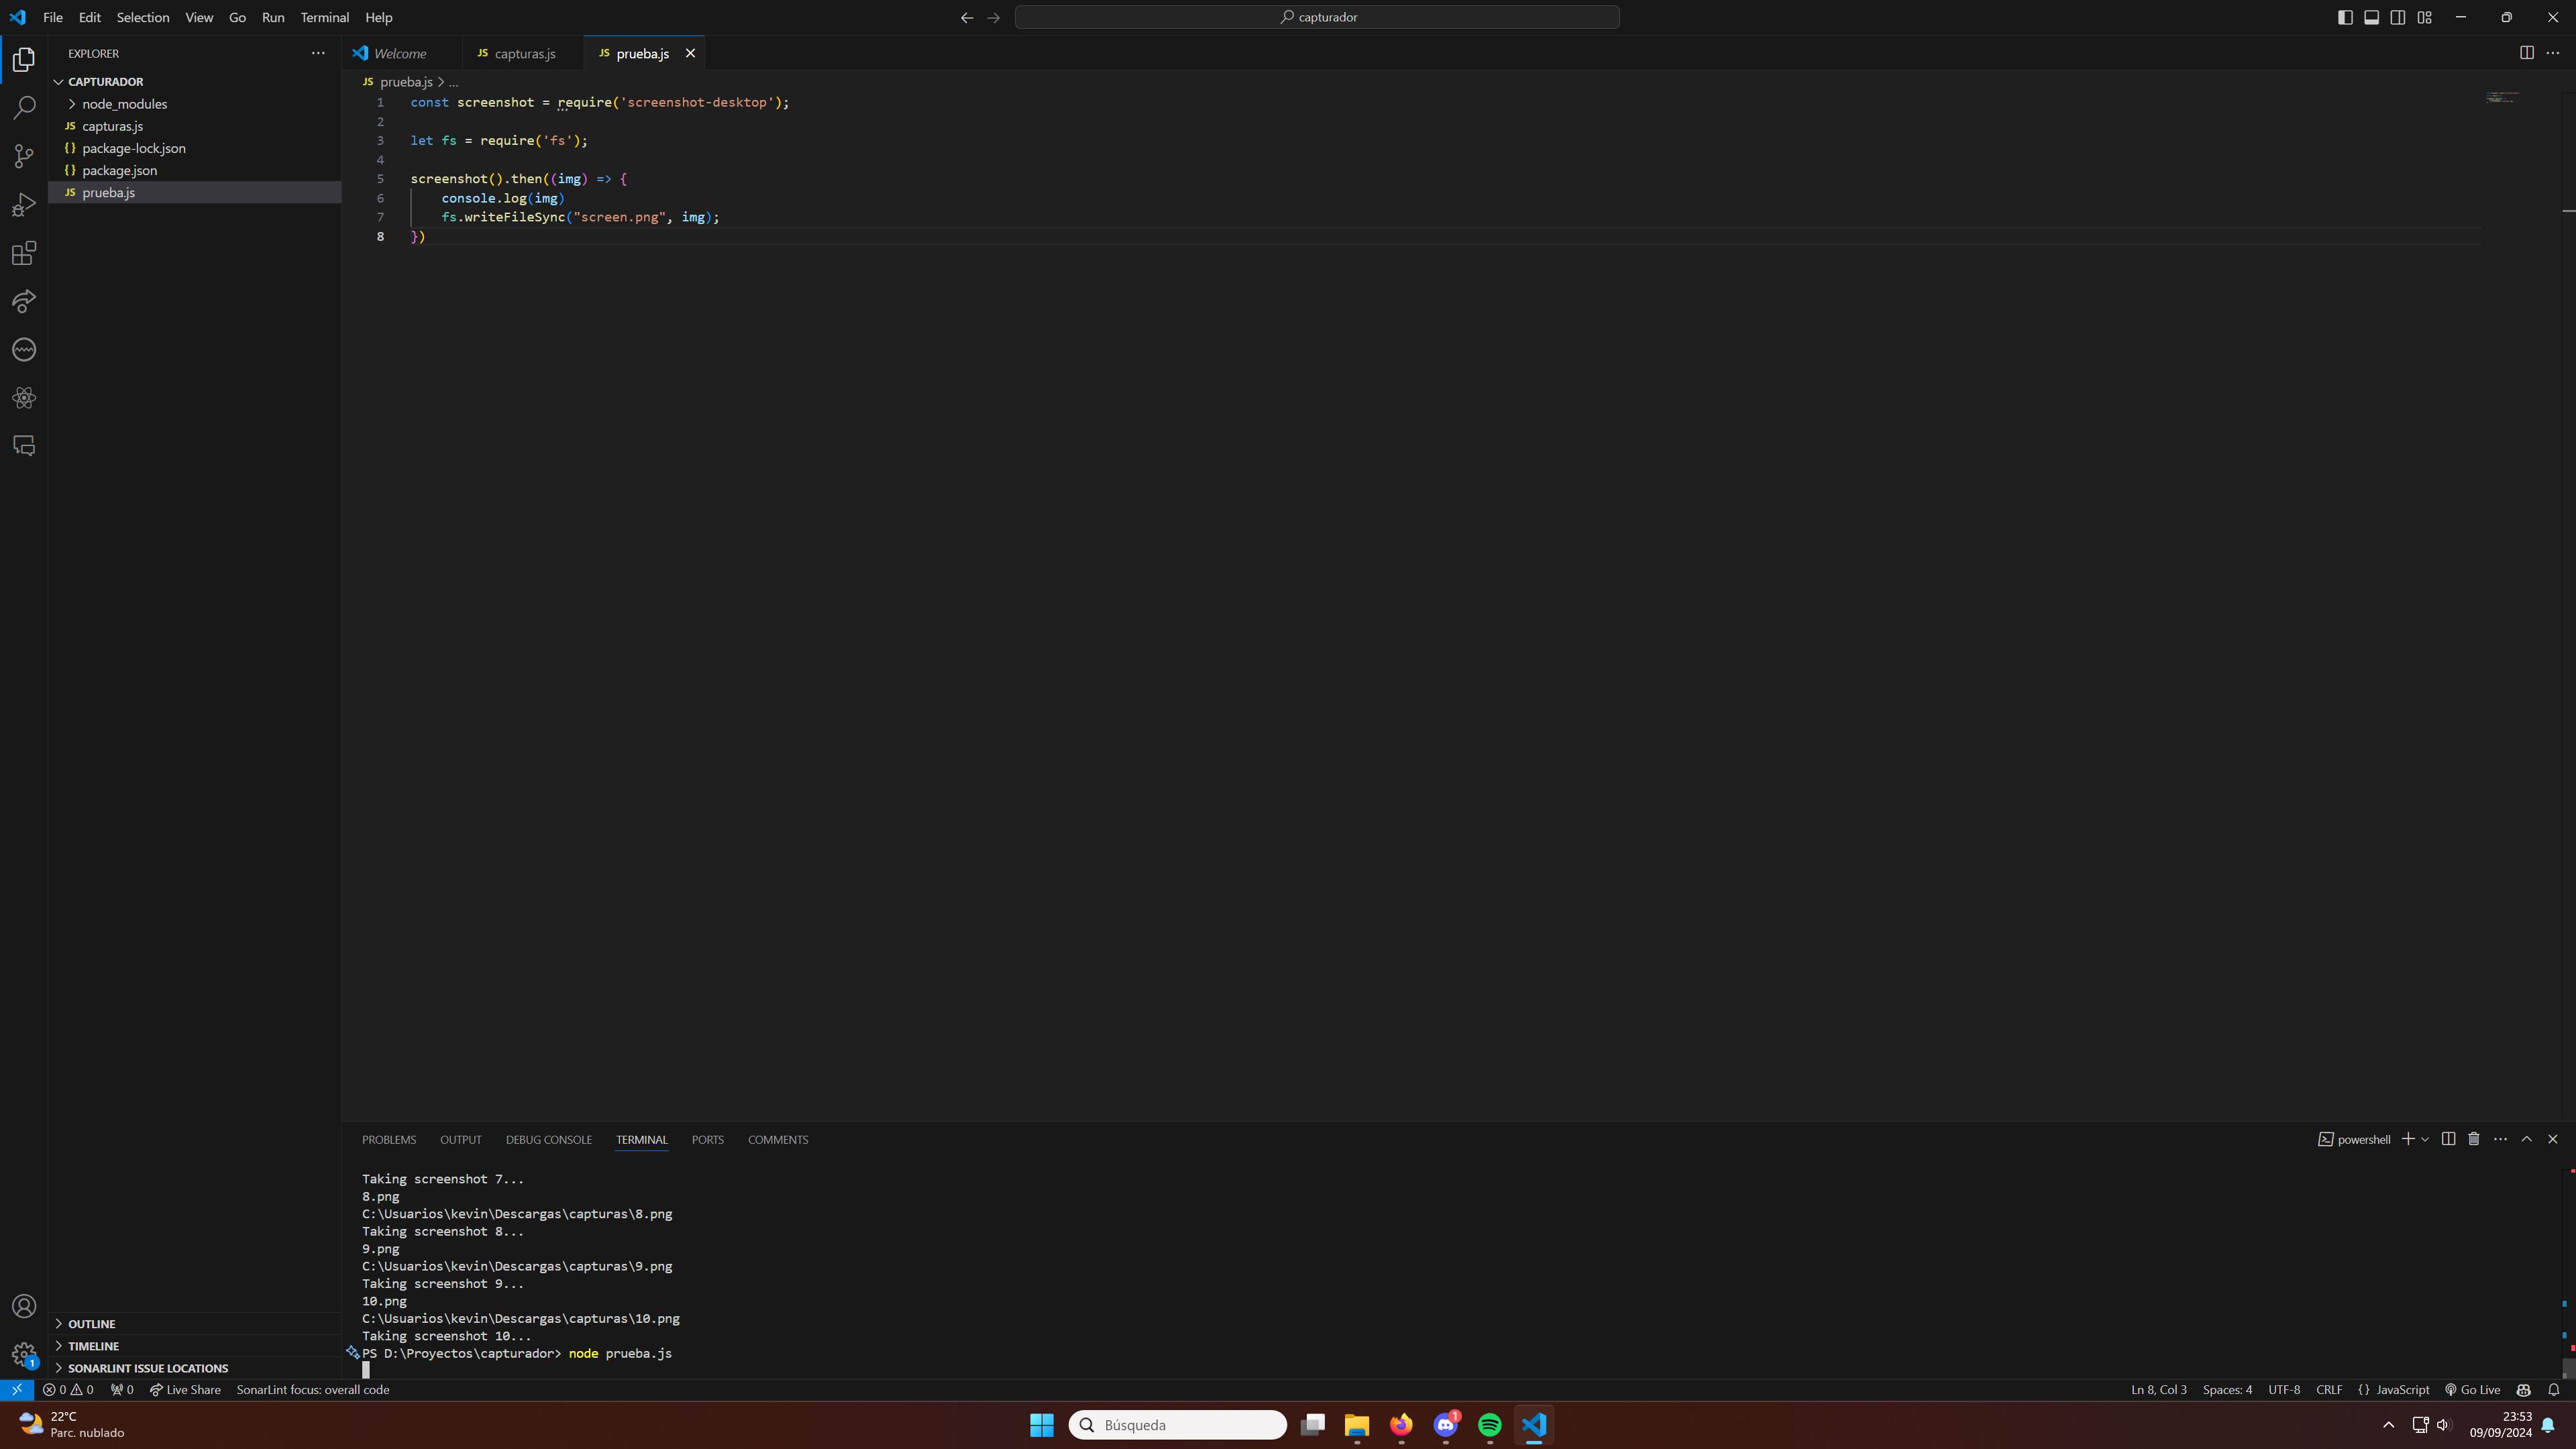 File Edit Selection View Go Run Terminal Help
capturador
EXPLORER
Welcome
JS capturas.js
JS prueba.js
CAPTURADOR
node_modules
JS capturas.js
{} package-lock.json
{} package.json
JS prueba.js
JS prueba.js > ...
1 const screenshot = require('screenshot-desktop');
2
3 let fs = require('fs');
4
5 screenshot().then((img) => {
6 console.log(img)
7 fs.writeFileSync("screen.png", img);
8 })
PROBLEMS OUTPUT DEBUG CONSOLE TERMINAL PORTS COMMENTS
powershell
Taking screenshot 7...
8.png
C:\Usuarios\kevin\Descargas\capturas\8.png
Taking screenshot 8...
9.png
C:\Usuarios\kevin\Descargas\capturas\9.png
Taking screenshot 9...
10.png
C:\Usuarios\kevin\Descargas\capturas\10.png
Taking screenshot 10...
PS D:\Proyectos\capturador> node prueba.js
OUTLINE
TIMELINE
SONARLINT ISSUE LOCATIONS
1
0 0 0 Live Share SonarLint focus: overall code
Ln 8, Col 3 Spaces: 4 UTF-8 CRLF {} JavaScript Go Live
22°C
Parc. nublado
Búsqueda
1
23:53
09/09/2024